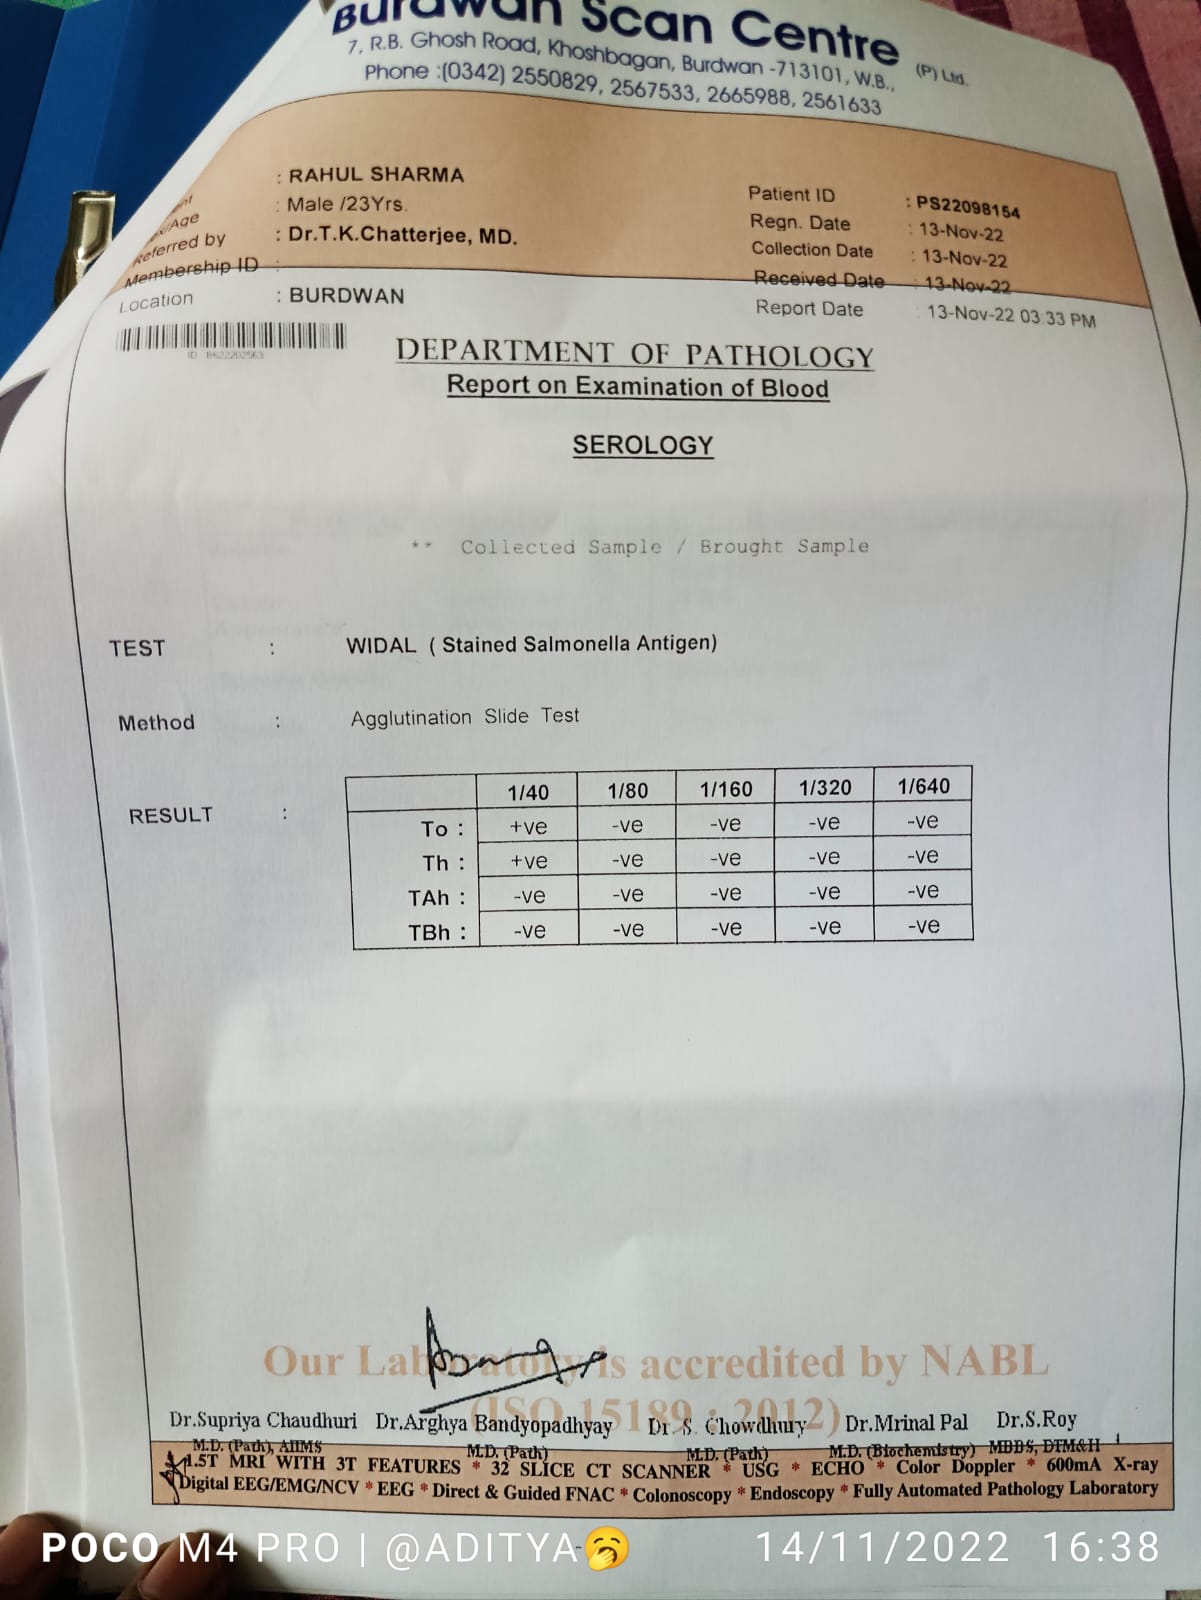 Burdwan Scan Centre (P) Ltd.
7, R.B. Ghosh Road, Khoshbagan, Burdwan -713101, W.B.,
Phone :(0342) 2550829, 2567533, 2665988, 2561633
: RAHUL SHARMA
Age : Male /23Yrs.
Referred by : Dr.T.K.Chatterjee, MD.
Membership ID :
Location : BURDWAN
Patient ID : PS22098154
Regn. Date : 13-Nov-22
Collection Date : 13-Nov-22
Received Date : 13-Nov-22
Report Date : 13-Nov-22 03:33 PM
DEPARTMENT OF PATHOLOGY
Report on Examination of Blood
SEROLOGY
** Collected Sample / Brought Sample
TEST : WIDAL ( Stained Salmonella Antigen)
Method : Agglutination Slide Test
RESULT :
1/40 1/80 1/160 1/320 1/640
To : +ve -ve -ve -ve -ve
Th : +ve -ve -ve -ve -ve
TAh : -ve -ve -ve -ve -ve
TBh : -ve -ve -ve -ve -ve
Our Laboratory is accredited by NABL
(ISO 15189 : 2012)
Dr.Supriya Chaudhuri Dr.Arghya Bandyopadhyay Dr. S. Chowdhury Dr.Mrinal Pal Dr.S.Roy
M.D. (Path), AIIMS M.D. (Path) M.D. (Path) M.D. (Biochemistry) MBBS, DTM&H
1.5T MRI WITH 3T FEATURES * 32 SLICE CT SCANNER * USG * ECHO * Color Doppler * 600mA X-ray
Digital EEG/EMG/NCV * EEG * Direct & Guided FNAC * Colonoscopy * Endoscopy * Fully Automated Pathology Laboratory
POCO M4 PRO | @ADITYA🥱 14/11/2022 16:38